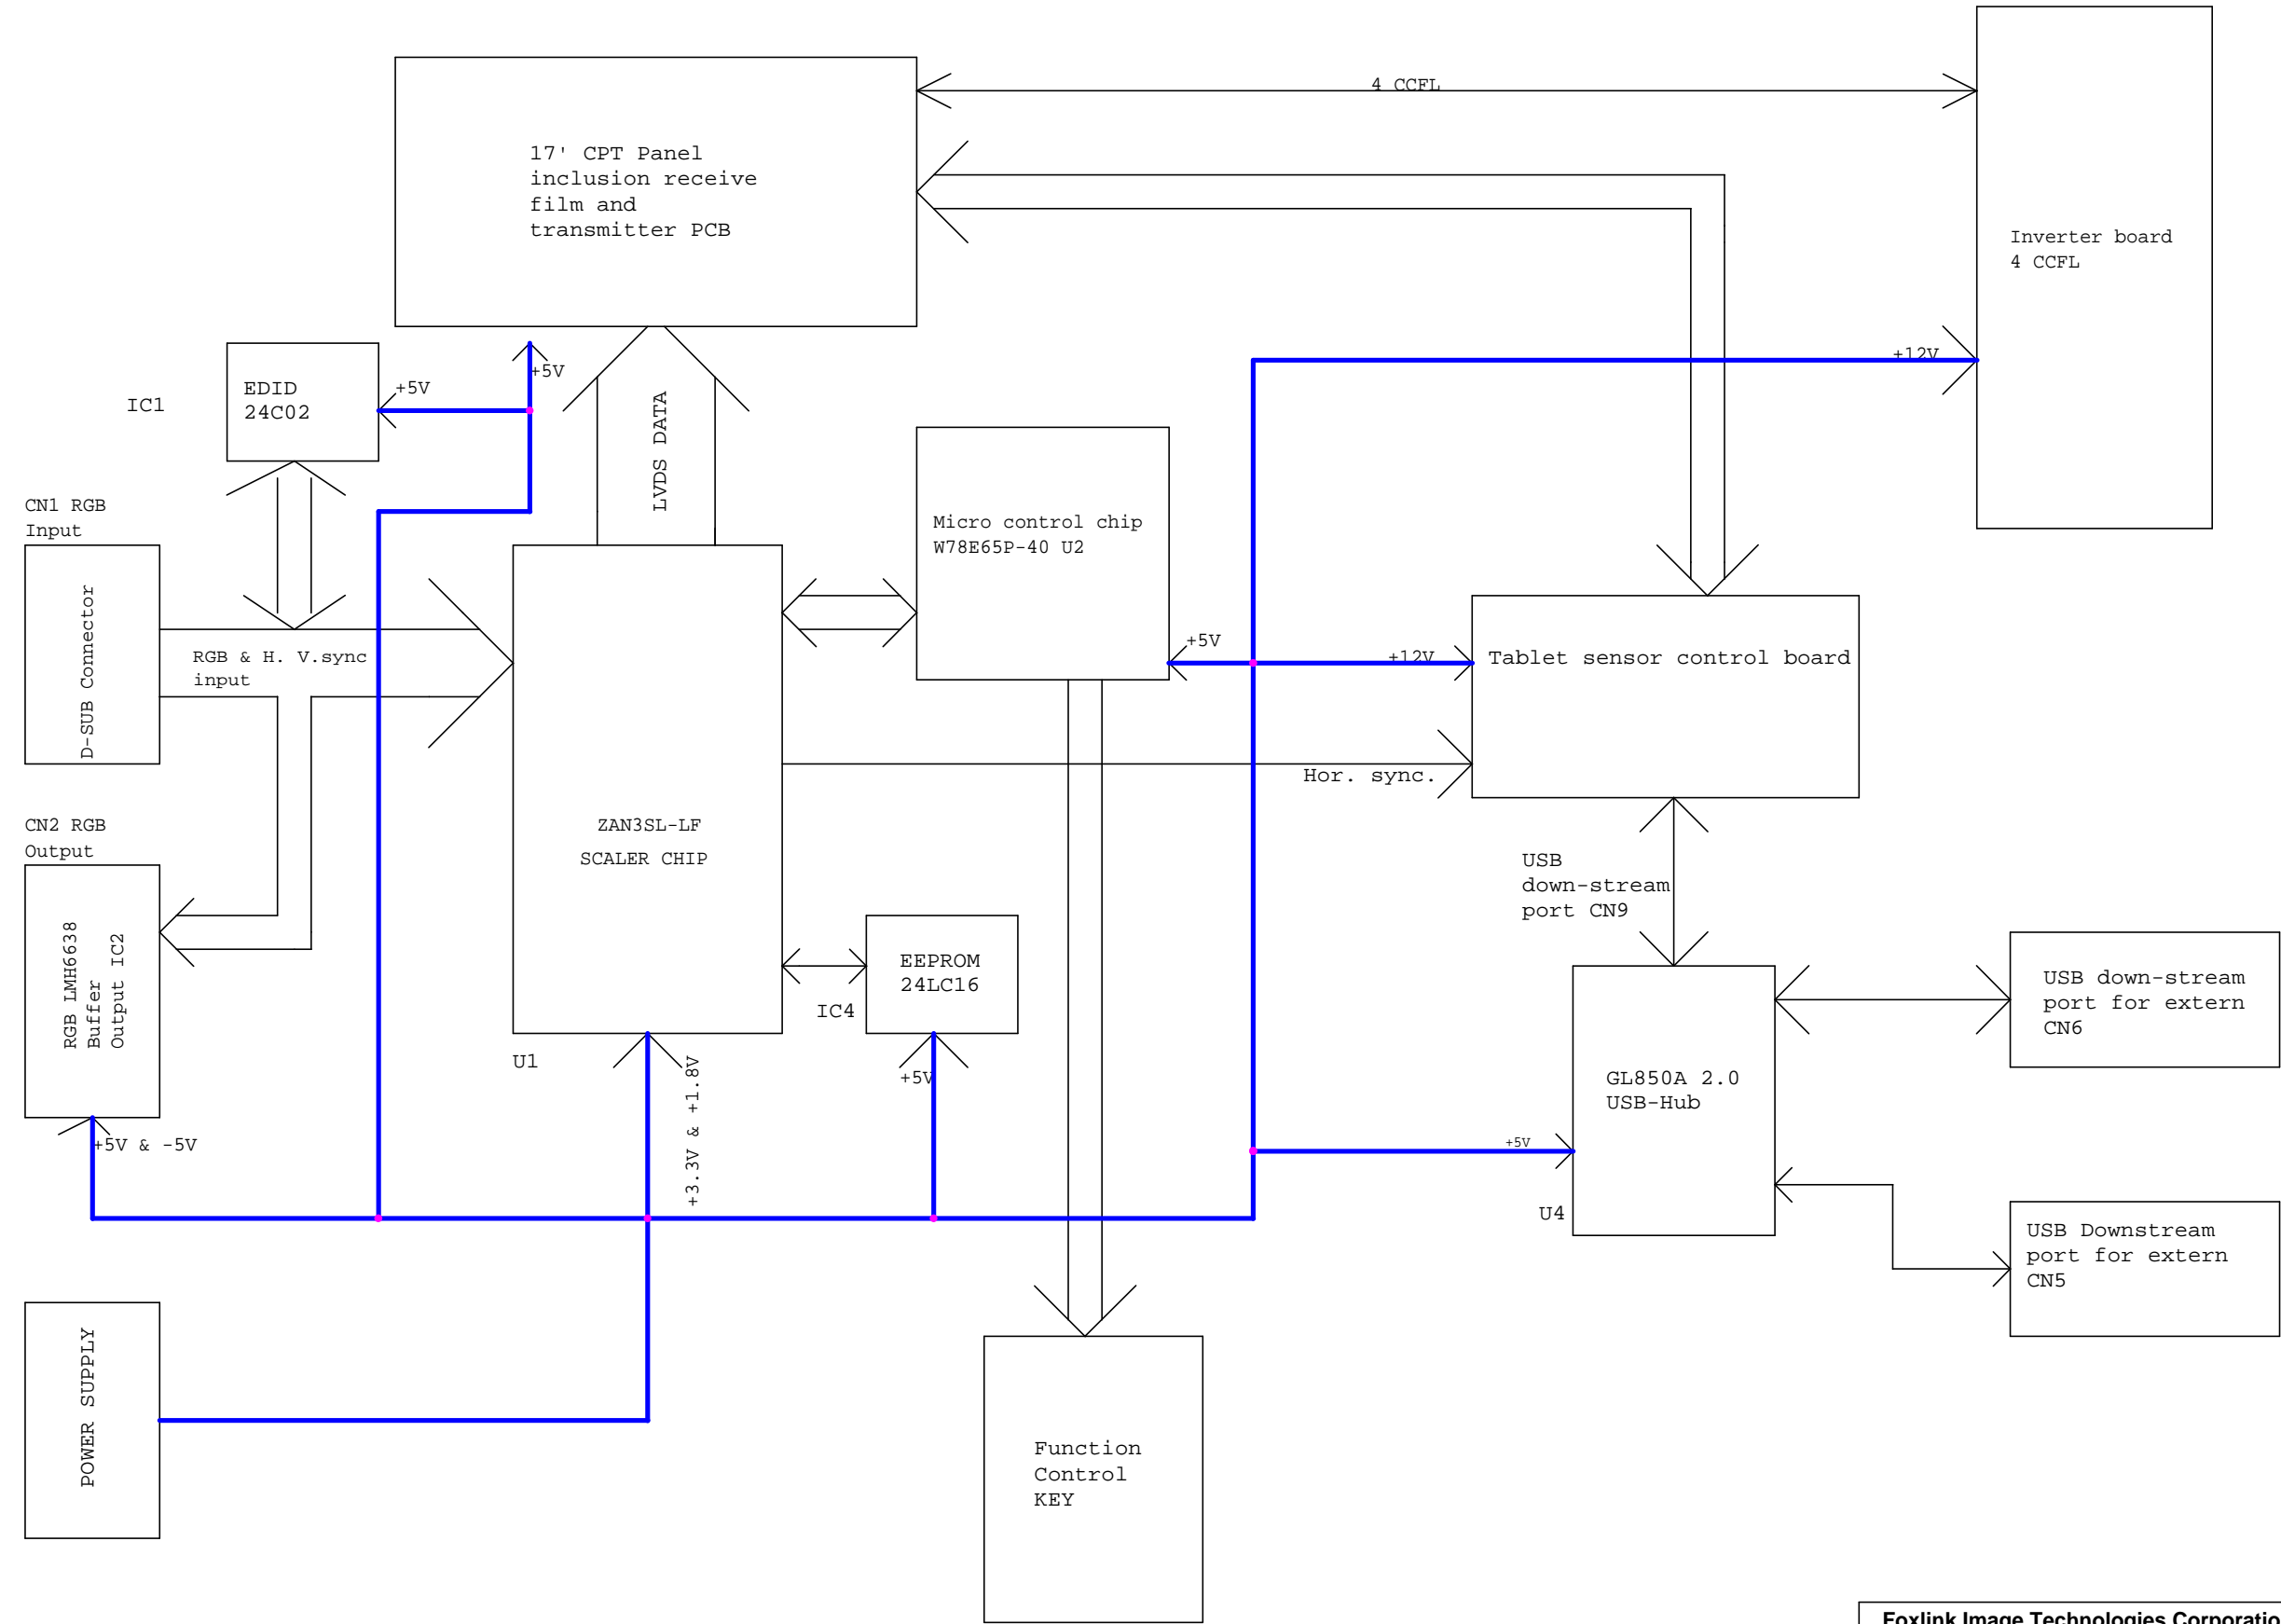 4 CCFL
17' CPT Panel
inclusion receive
film and
transmitter PCB
Inverter board
4 CCFL
+12V
+5V
+5V
IC1
EDID
24C02
LVDS DATA
CN1 RGB
Input
D-SUB Connector
RGB & H. V.sync
input
Micro control chip
W78E65P-40 U2
+5V
+12V
Tablet sensor control board
Hor. sync.
ZAN3SL-LF
SCALER CHIP
U1
CN2 RGB
Output
RGB LMH6638
Buffer
Output IC2
+5V & -5V
+3.3V & +1.8V
EEPROM
24LC16
IC4
+5V
USB
down-stream
port CN9
USB down-stream
port for extern
CN6
GL850A 2.0
USB-Hub
+5V
U4
USB Downstream
port for extern
CN5
POWER SUPPLY
Function
Control
KEY
Foxlink Image Technologies